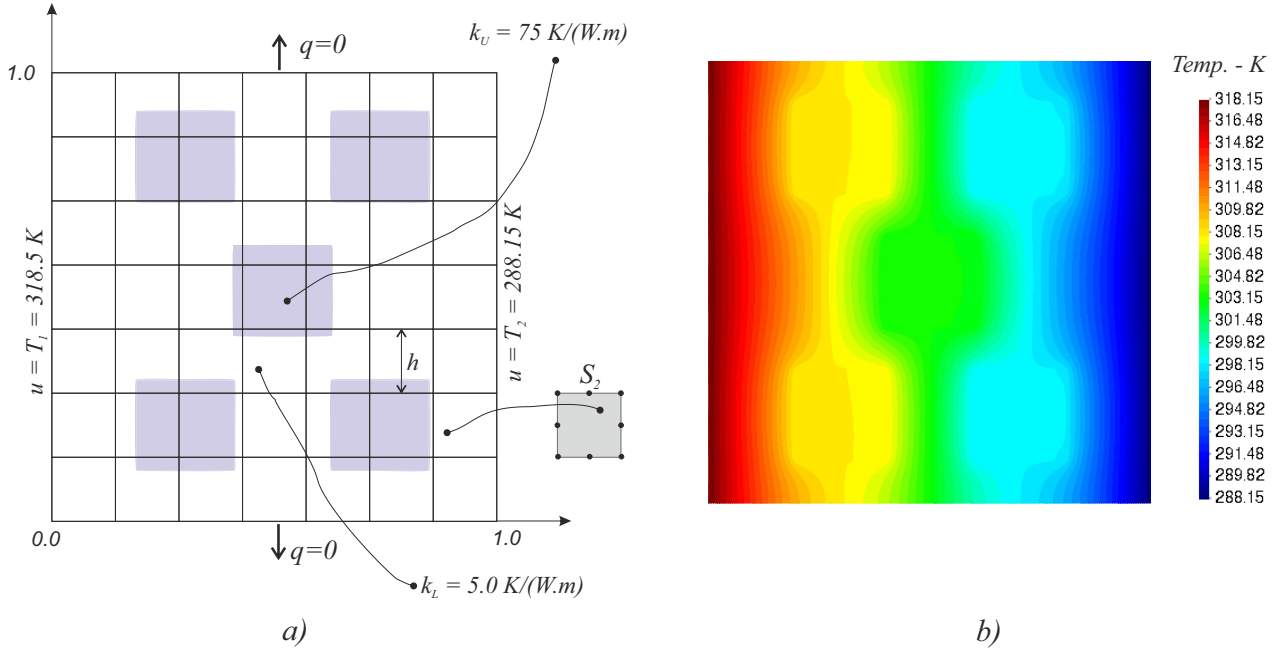 q=0
k_U = 75 K/(W.m)
1.0
u = T_1 = 318.5 K
u = T_2 = 288.15 K
h
S_2
0.0
1.0
q=0
k_L = 5.0 K/(W.m)
a)
Temp. - K
318.15
316.48
314.82
313.15
311.48
309.82
308.15
306.48
304.82
303.15
301.48
299.82
298.15
296.48
294.82
293.15
291.48
289.82
288.15
b)